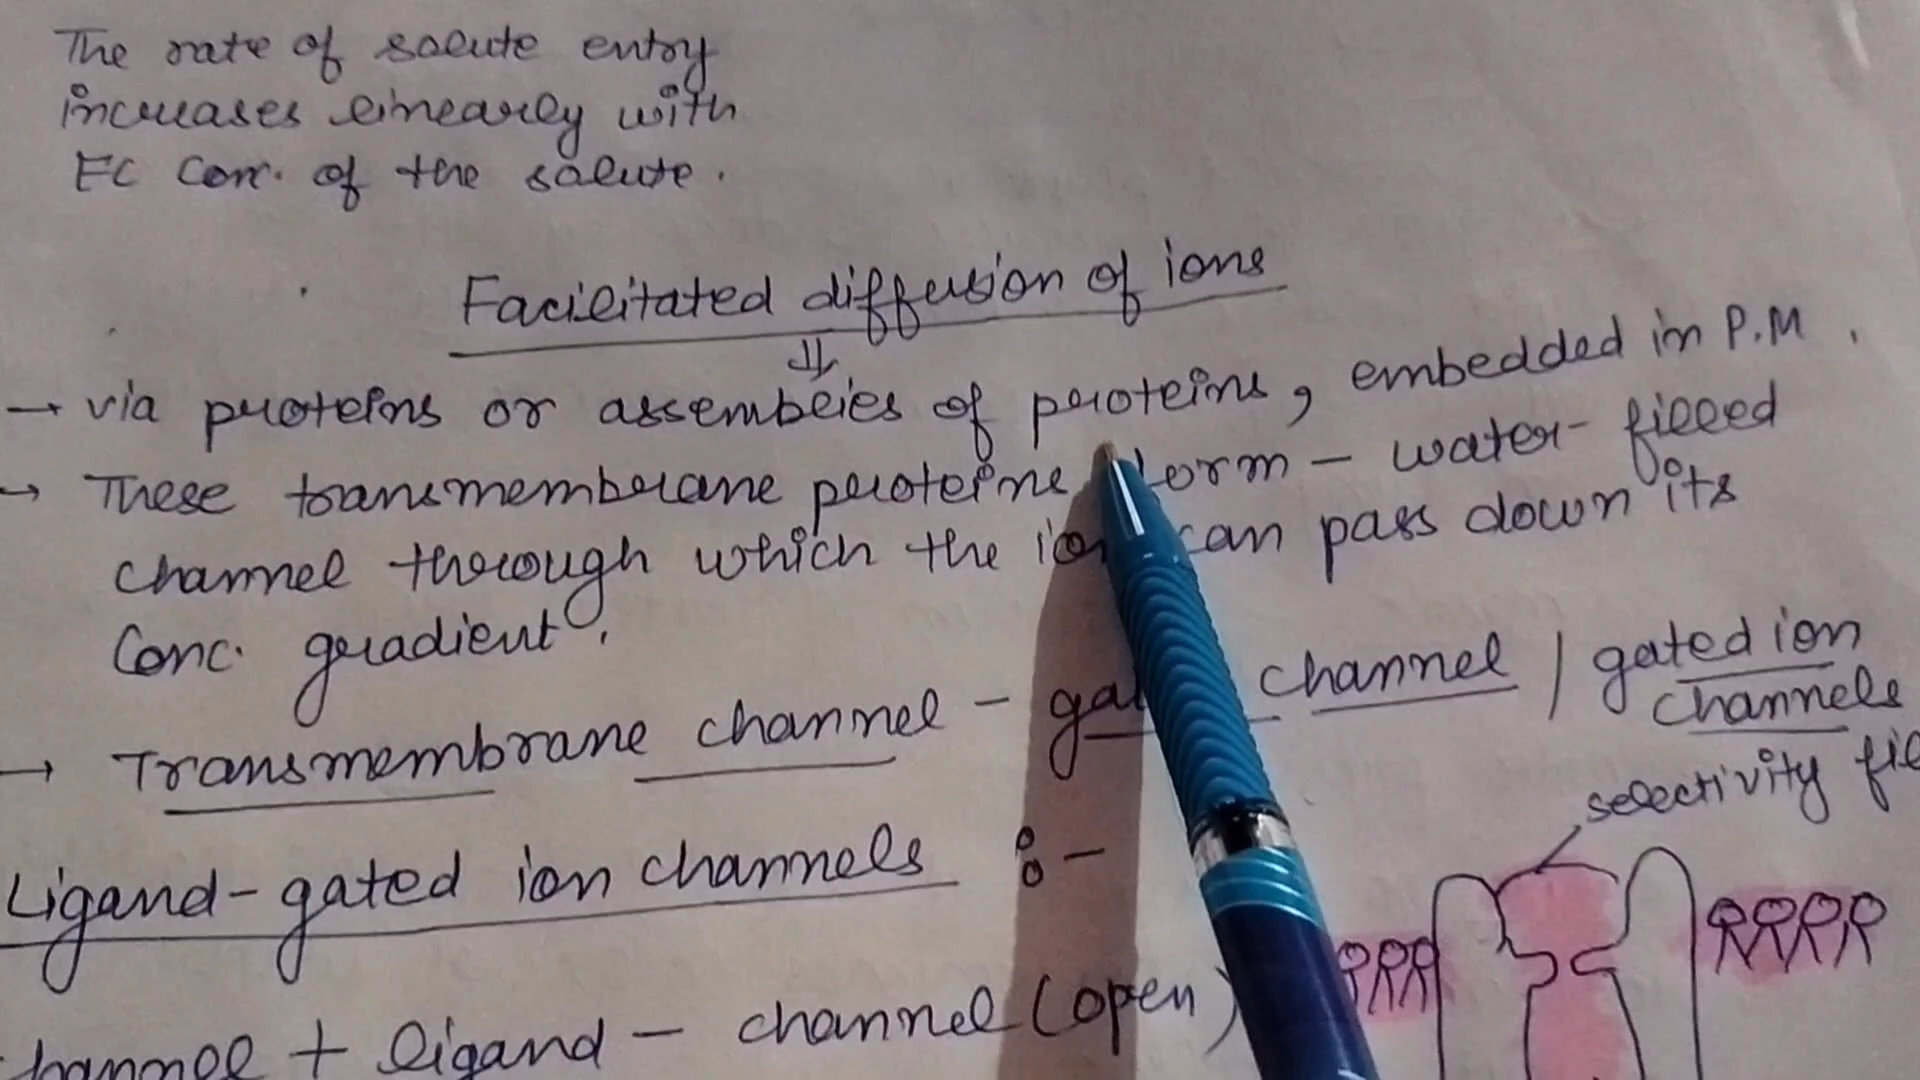 The rate of solute entry
increases linearly with
EC conc. of the solute.
Facilitated diffusion of ions
⇓
→ via proteins or assemblies of proteins, embedded in P.M.
→ These transmembrane proteins form - water-filled
channel through which the ion can pass down its
conc. gradient.
→ Transmembrane channel - channel / gated ion
channels
selectivity
Ligand-gated ion channels :-
+ ligand - channel (open)